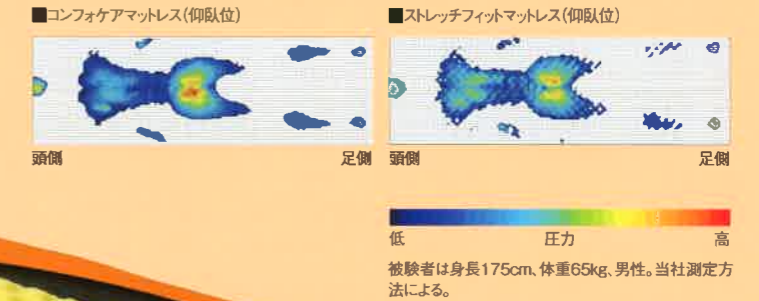 ■コンフォケアマットレス(仰臥位)
頭側
足側
■ストレッチフィットマットレス(仰臥位)
頭側
足側
低
圧力
高
被験者は身長175cm、体重65kg、男性。当社測定方
法による。